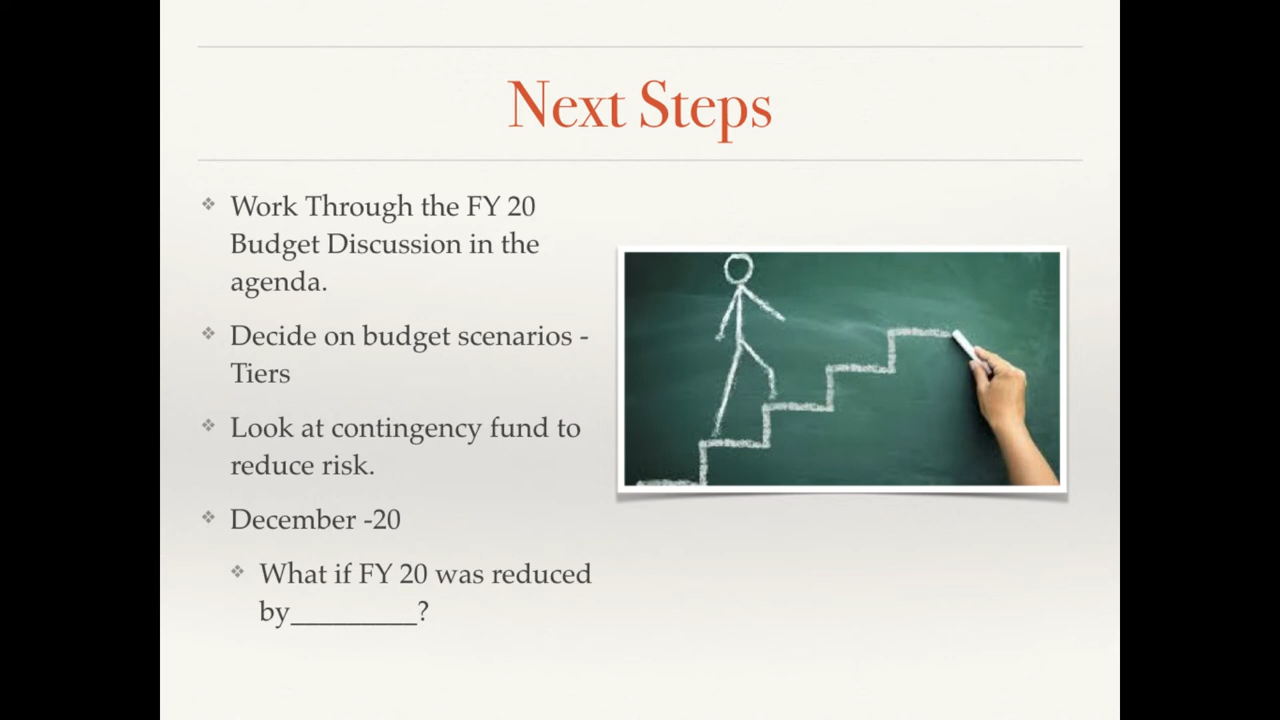 Next Steps
Work Through the FY 20
Budget Discussion in the
agenda.
Decide on budget scenarios -
Tiers
Look at contingency fund to
reduce risk.
December -20
What if FY 20 was reduced
by_________?